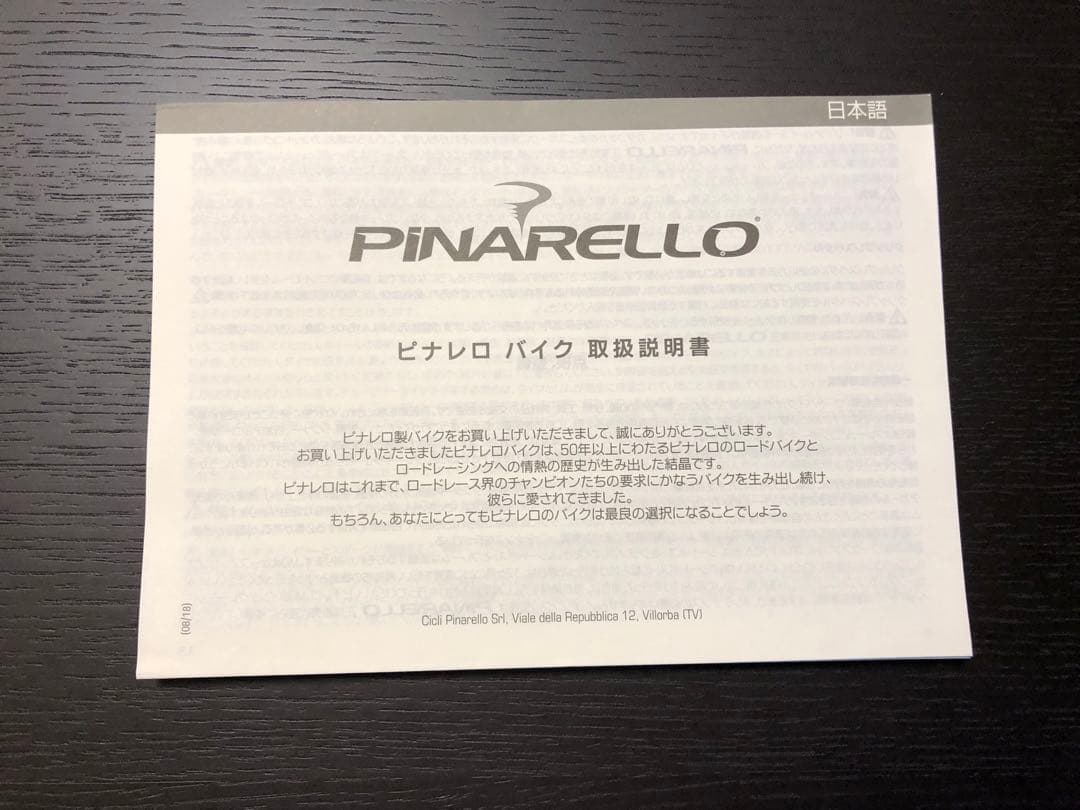 日本語
PiNARELLO
ピナレロ バイク 取扱説明書
ピナレロ製バイクをお買い上げいただきまして、誠にありがとうございます。
お買い上げいただきましたピナレロバイクは、50年以上にわたるピナレロのロードバイクと
ロードレーシングへの情熱の歴史が生み出した結晶です。
ピナレロはこれまで、ロードレース界のチャンピオンたちの要求にかなうバイクを生み出し続け、
彼らに愛されてきました。
もちろん、あなたにとってもピナレロのバイクは最良の選択になることでしょう。
(08/18)
Cicli Pinarello Srl, Viale della Repubblica 12, Villorba (TV)